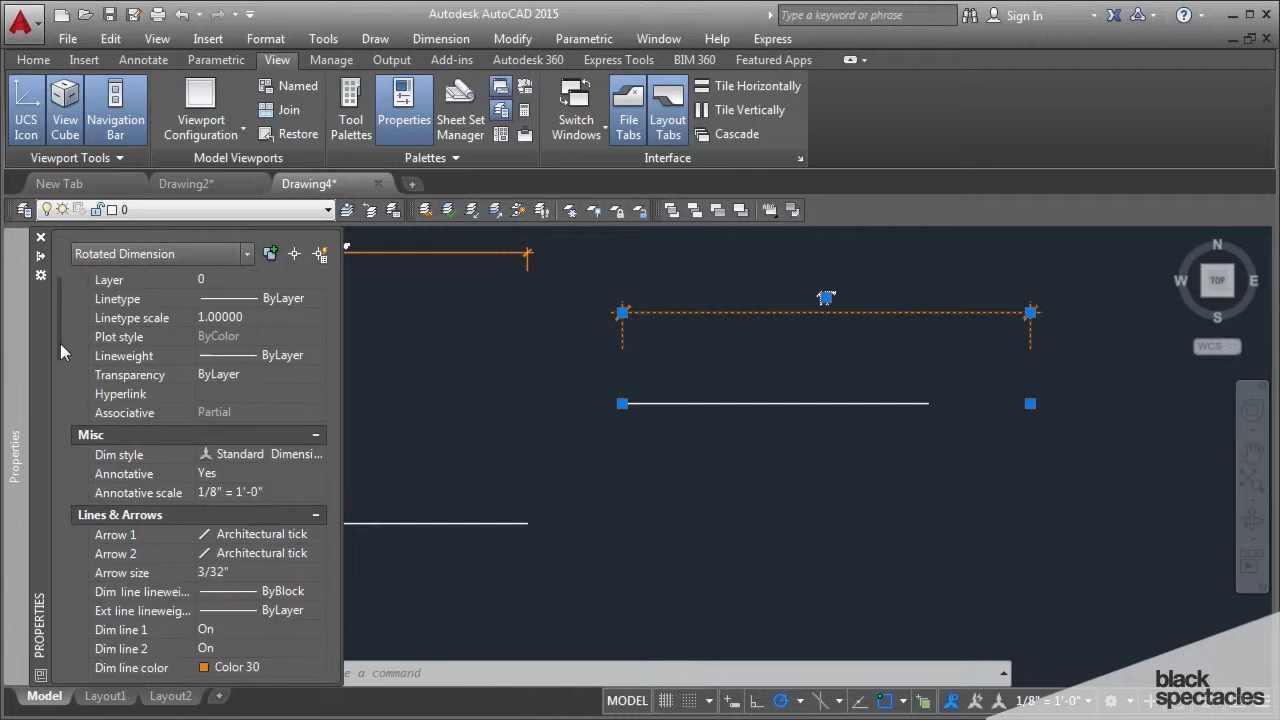 Autodesk AutoCAD 2015
Type a keyword or phrase
Sign In
File Edit View Insert Format Tools Draw Dimension Modify Parametric Window Help Express
Home Insert Annotate Parametric View Manage Output Add-ins Autodesk 360 Express Tools BIM 360 Featured Apps
UCS Icon
View Cube
Navigation Bar
Viewport Configuration
Named
Join
Restore
Tool Palettes
Properties
Sheet Set Manager
Switch Windows
File Tabs
Layout Tabs
Tile Horizontally
Tile Vertically
Cascade
Viewport Tools Model Viewports Palettes Interface
New Tab Drawing2* Drawing4*
0
Rotated Dimension
Layer 0
Linetype ByLayer
Linetype scale 1.00000
Plot style ByColor
Lineweight ByLayer
Transparency ByLayer
Hyperlink
Associative Partial
Misc
Dim style Standard Dimensi...
Annotative Yes
Annotative scale 1/8" = 1'-0"
Lines & Arrows
Arrow 1 Architectural tick
Arrow 2 Architectural tick
Arrow size 3/32"
Dim line linewei... ByBlock
Ext line lineweig... ByLayer
Dim line 1 On
Dim line 2 On
Dim line color Color 30
Properties
PROPERTIES
N
W TOP E
S
WCS
e a command
Model Layout1 Layout2
MODEL 1/8" = 1'-0"
black
spectacles